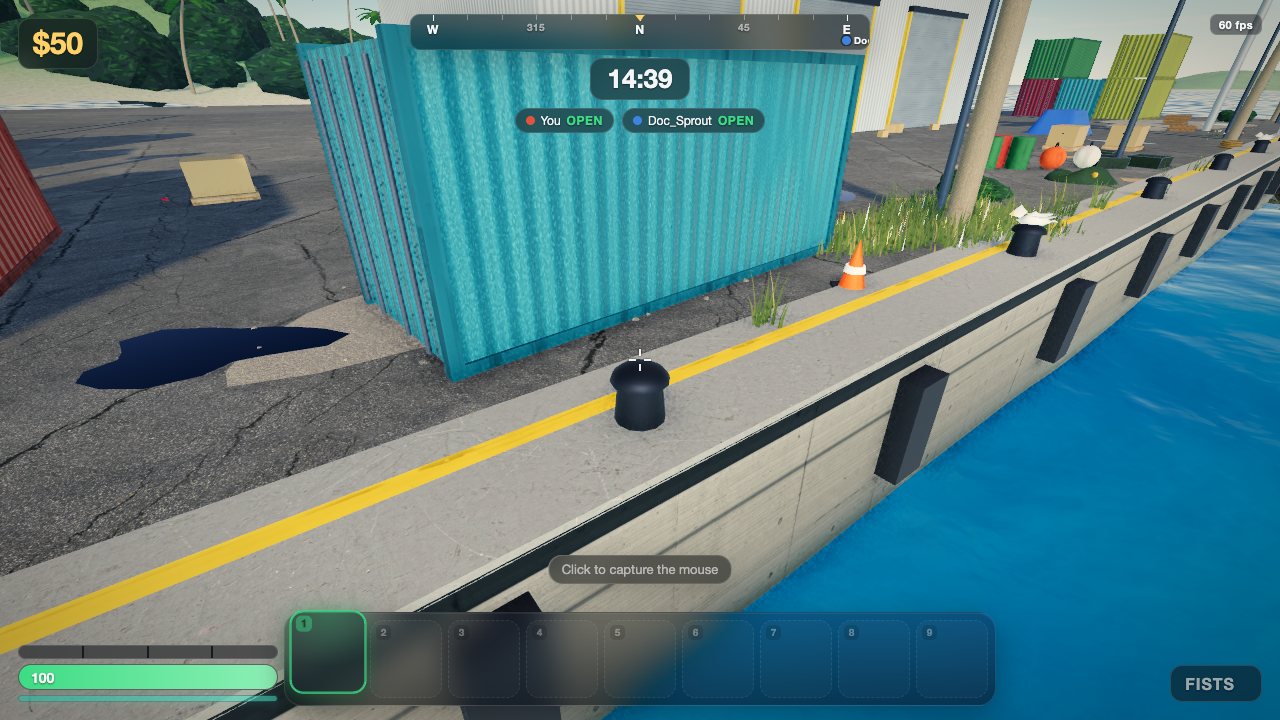 $50
W 315 N 45 E
Do
60 fps
14:39
You OPEN
Doc_Sprout OPEN
Click to capture the mouse
1 2 3 4 5 6 7 8 9
100
FISTS